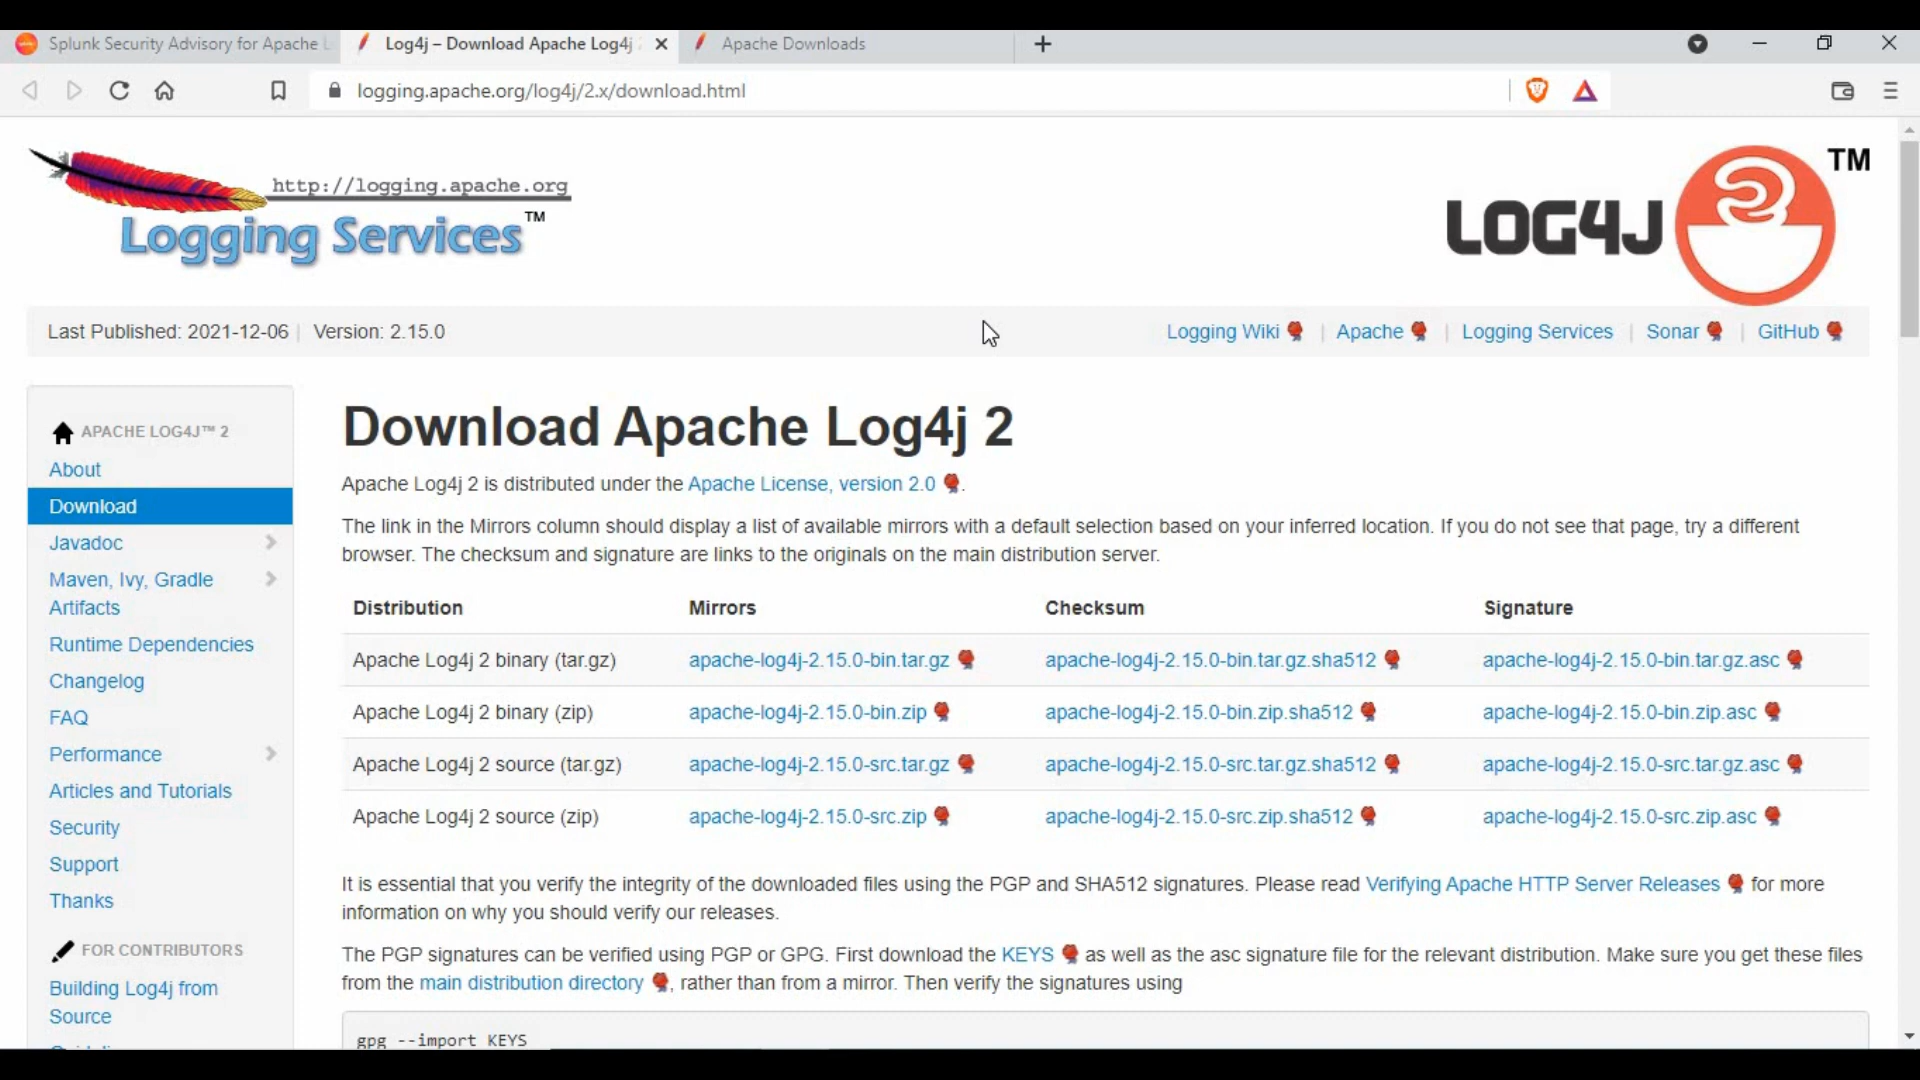 Splunk Security Advisory for Apache L
Log4j – Download Apache Log4j
Apache Downloads
logging.apache.org/log4j/2.x/download.html
http://logging.apache.org
Logging Services™
LOG4J
TM
Last Published: 2021-12-06 | Version: 2.15.0
Logging Wiki | Apache | Logging Services | Sonar | GitHub
APACHE LOG4J™ 2
About
Download
Javadoc
Maven, Ivy, Gradle
Artifacts
Runtime Dependencies
Changelog
FAQ
Performance
Articles and Tutorials
Security
Support
Thanks
FOR CONTRIBUTORS
Building Log4j from
Source
Download Apache Log4j 2
Apache Log4j 2 is distributed under the Apache License, version 2.0 .
The link in the Mirrors column should display a list of available mirrors with a default selection based on your inferred location. If you do not see that page, try a different
browser. The checksum and signature are links to the originals on the main distribution server.
Distribution Mirrors Checksum Signature
Apache Log4j 2 binary (tar.gz) apache-log4j-2.15.0-bin.tar.gz apache-log4j-2.15.0-bin.tar.gz.sha512 apache-log4j-2.15.0-bin.tar.gz.asc
Apache Log4j 2 binary (zip) apache-log4j-2.15.0-bin.zip apache-log4j-2.15.0-bin.zip.sha512 apache-log4j-2.15.0-bin.zip.asc
Apache Log4j 2 source (tar.gz) apache-log4j-2.15.0-src.tar.gz apache-log4j-2.15.0-src.tar.gz.sha512 apache-log4j-2.15.0-src.tar.gz.asc
Apache Log4j 2 source (zip) apache-log4j-2.15.0-src.zip apache-log4j-2.15.0-src.zip.sha512 apache-log4j-2.15.0-src.zip.asc
It is essential that you verify the integrity of the downloaded files using the PGP and SHA512 signatures. Please read Verifying Apache HTTP Server Releases for more
information on why you should verify our releases.
The PGP signatures can be verified using PGP or GPG. First download the KEYS as well as the asc signature file for the relevant distribution. Make sure you get these files
from the main distribution directory , rather than from a mirror. Then verify the signatures using
gpg --import KEYS